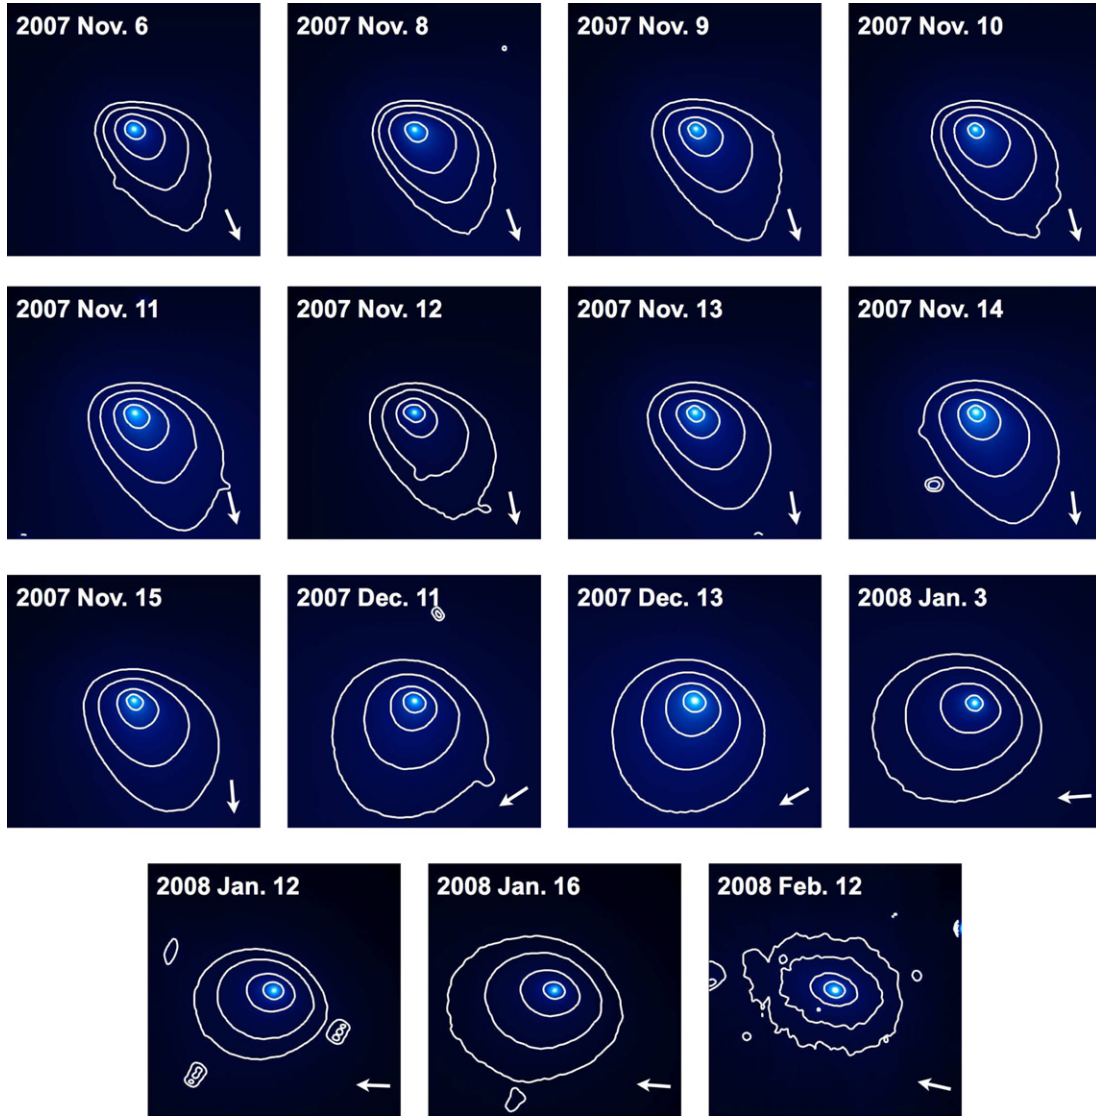 2007 Nov. 6
2007 Nov. 8
2007 Nov. 9
2007 Nov. 10
2007 Nov. 11
2007 Nov. 12
2007 Nov. 13
2007 Nov. 14
2007 Nov. 15
2007 Dec. 11
2007 Dec. 13
2008 Jan. 3
2008 Jan. 12
2008 Jan. 16
2008 Feb. 12